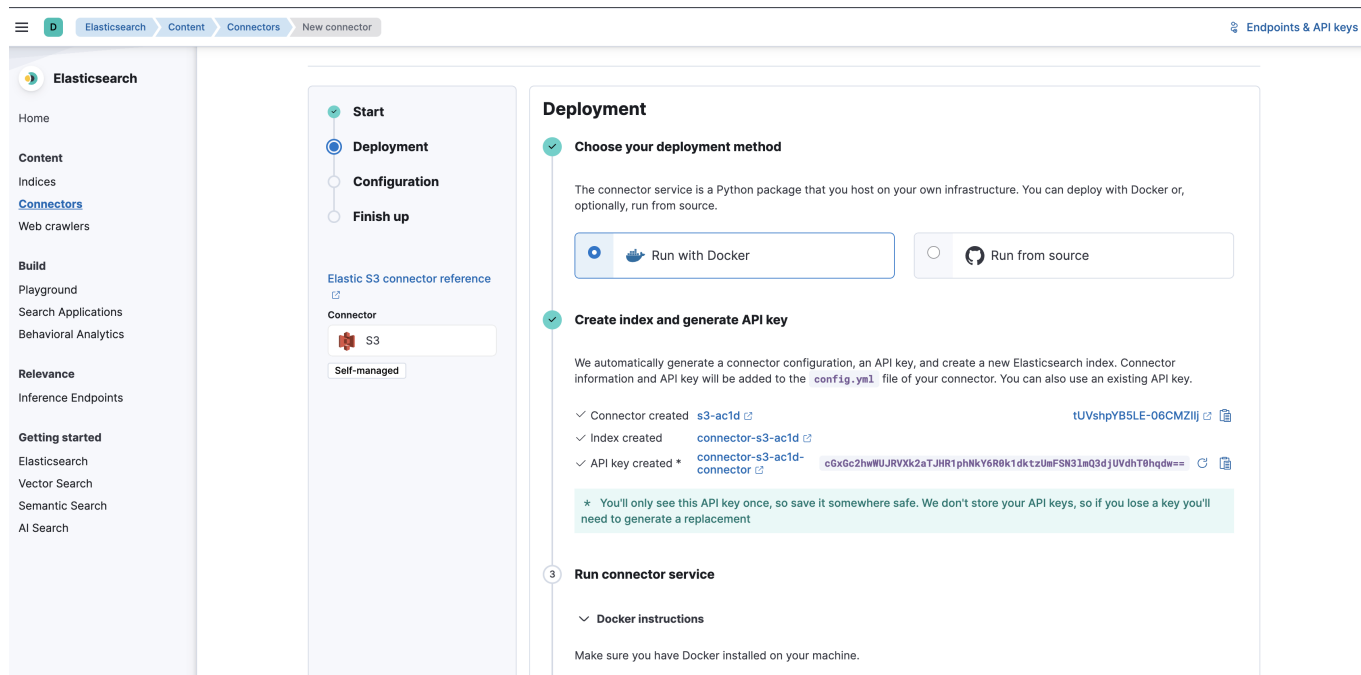 D
Elasticsearch
Content
Connectors
New connector
Endpoints & API keys
Elasticsearch
Home
Content
Indices
Connectors
Web crawlers
Build
Playground
Search Applications
Behavioral Analytics
Relevance
Inference Endpoints
Getting started
Elasticsearch
Vector Search
Semantic Search
AI Search
Start
Deployment
Configuration
Finish up
Elastic S3 connector reference
Connector
S3
Self-managed
Deployment
Choose your deployment method
The connector service is a Python package that you host on your own infrastructure. You can deploy with Docker or,
optionally, run from source.
Run with Docker
Run from source
Create index and generate API key
We automatically generate a connector configuration, an API key, and create a new Elasticsearch index. Connector
information and API key will be added to the config.yml file of your connector. You can also use an existing API key.
Connector created s3-ac1d tUVshpYB5LE-06CMZIlj
Index created connector-s3-ac1d
API key created * connector-s3-ac1d-
connector cGxGc2hwWUJRVXk2aTJHR1phNkY6R0k1dktzUmFSN3lmQ3djUVdhT0hqdw==
* You'll only see this API key once, so save it somewhere safe. We don't store your API keys, so if you lose a key you'll
need to generate a replacement
3 Run connector service
Docker instructions
Make sure you have Docker installed on your machine.